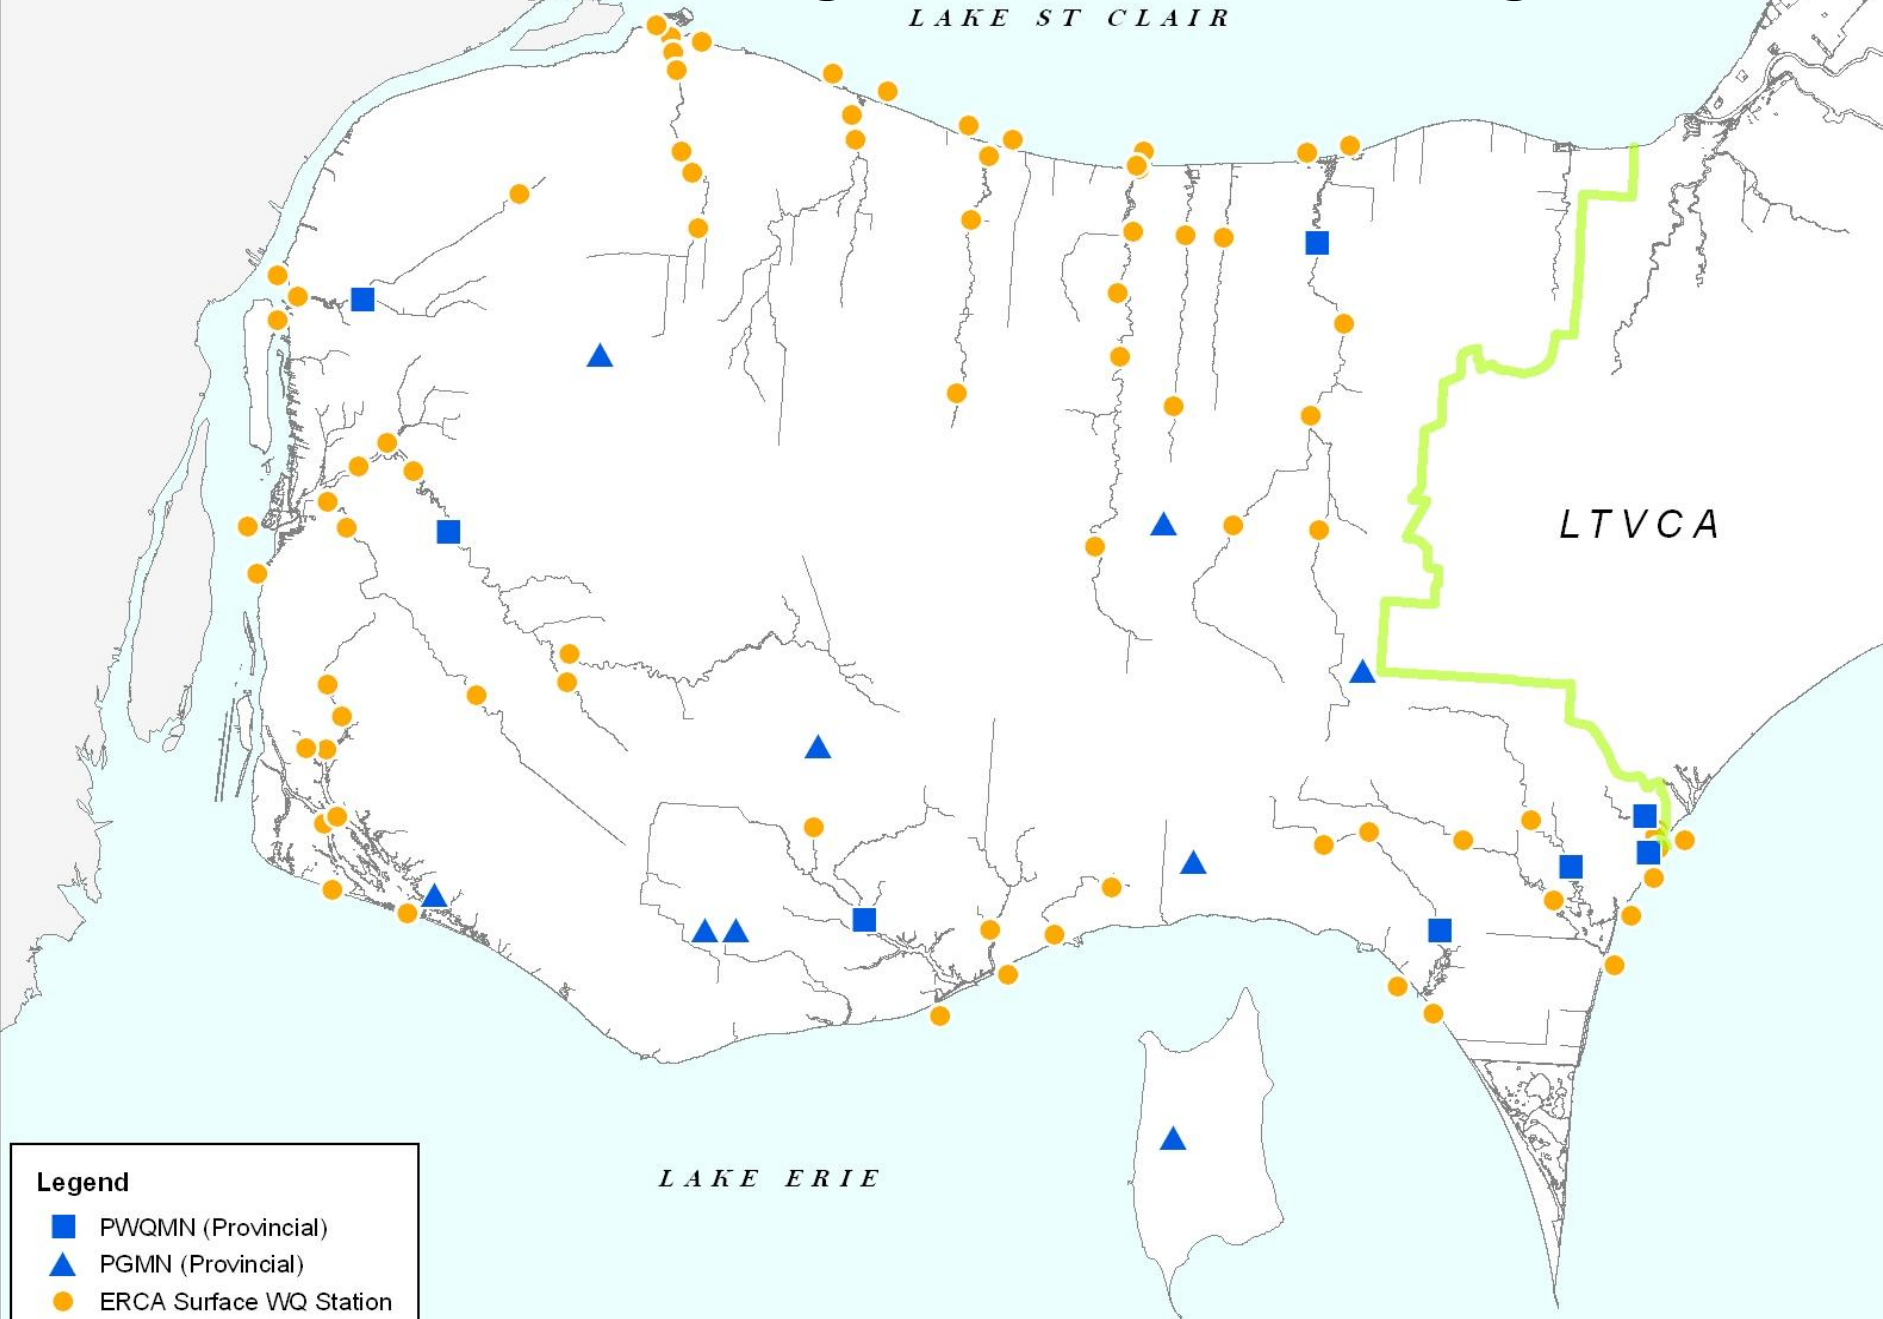 LAKE ST CLAIR
LTVCA
LAKE ERIE
Legend
PWQMN (Provincial)
PGMN (Provincial)
ERCA Surface WQ Station